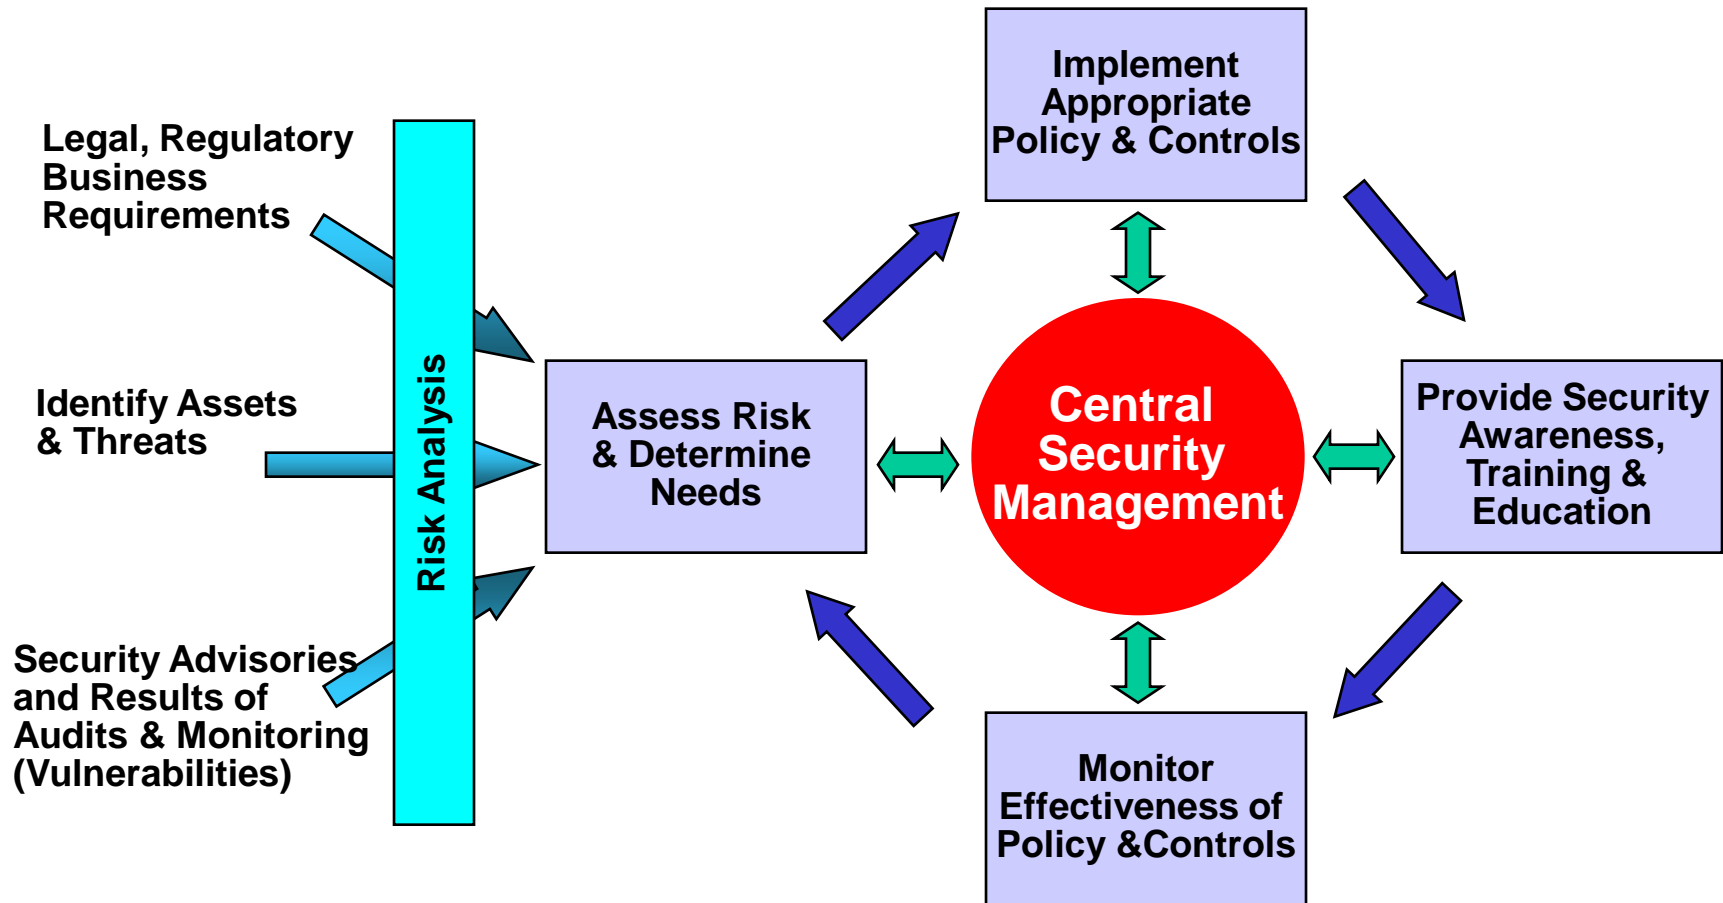 Legal, Regulatory
Business
Requirements
Identify Assets
& Threats
Security Advisories
and Results of
Audits & Monitoring
(Vulnerabilities)
Risk Analysis
Assess Risk
& Determine
Needs
Implement
Appropriate
Policy & Controls
Central
Security
Management
Provide Security
Awareness,
Training &
Education
Monitor
Effectiveness of
Policy &Controls